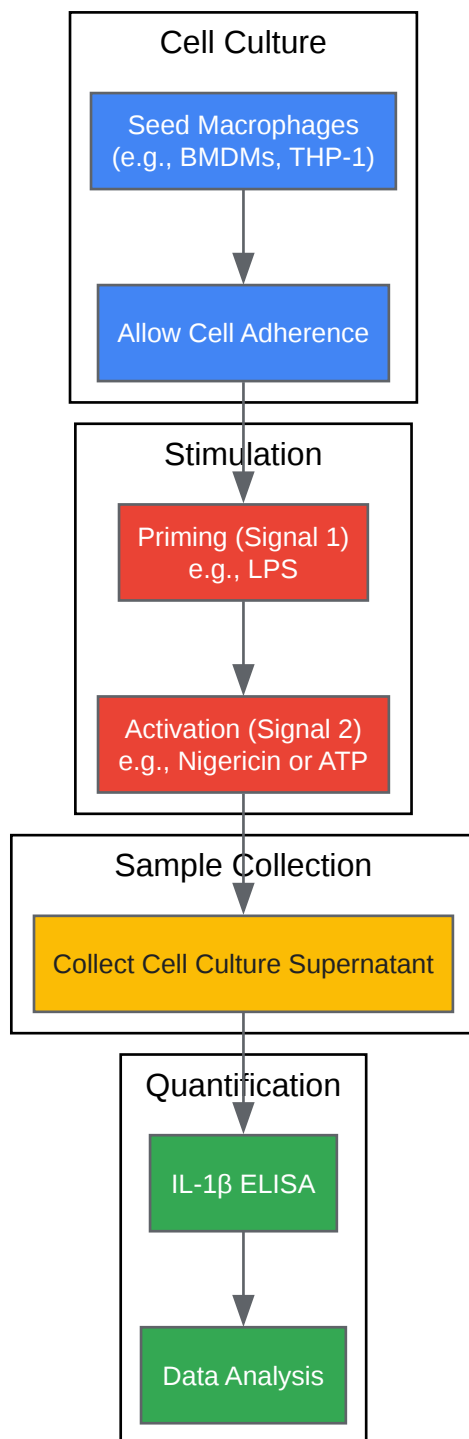 Cell Culture
Seed Macrophages
(e.g., BMDMs, THP-1)
Allow Cell Adherence
Stimulation
Priming (Signal 1)
e.g., LPS
Activation (Signal 2)
e.g., Nigericin or ATP
Sample Collection
Collect Cell Culture Supernatant
Quantification
IL-1β ELISA
Data Analysis